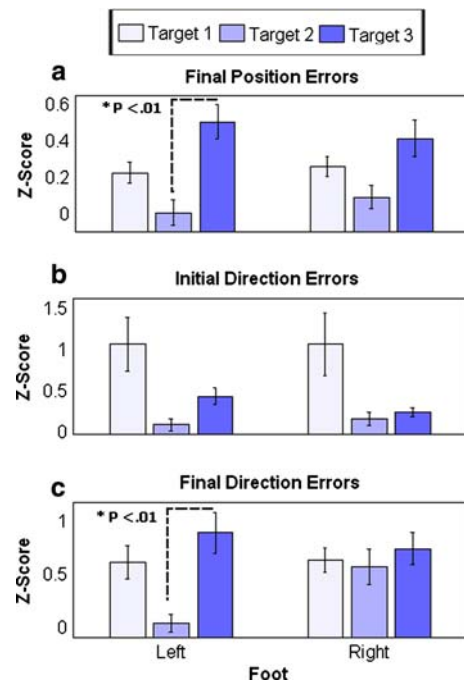 Target 1 Target 2 Target 3
a
Final Position Errors
* P <.01
Z-Score
0.6
0.4
0.2
0
b
Initial Direction Errors
Z-Score
1.5
1
0.5
0
c
Final Direction Errors
* P <.01
Z-Score
1
0.5
0
Left Right
Foot